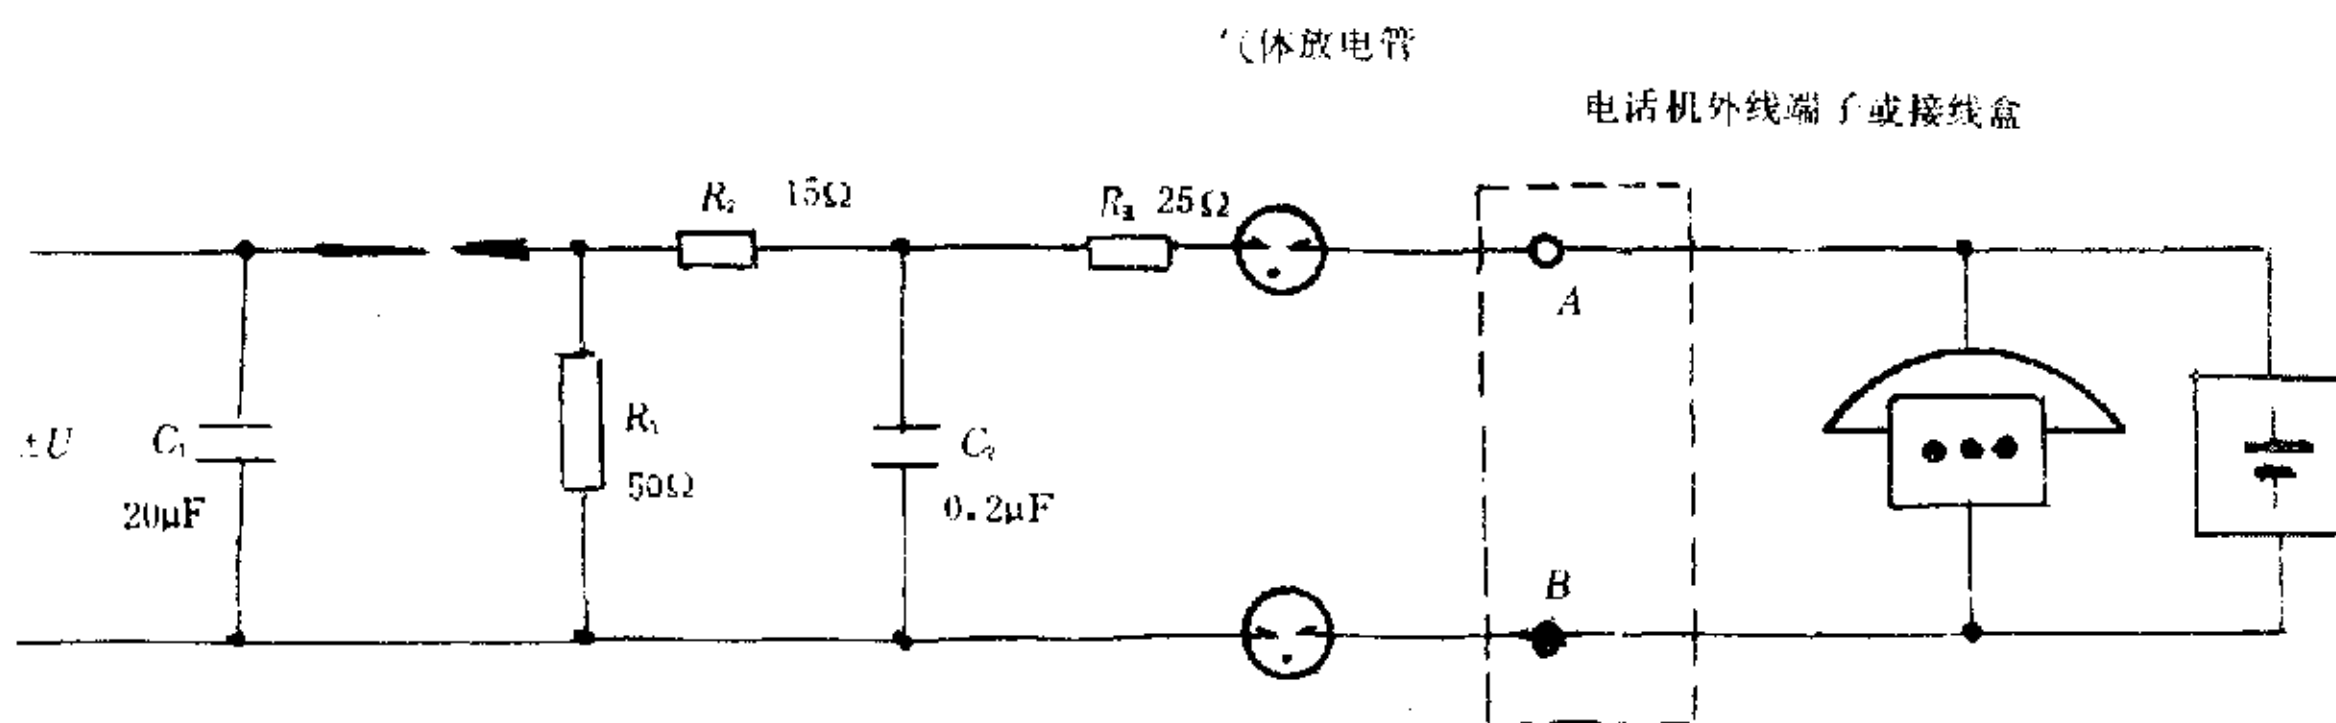 气体放电管
电话机外线端子或接线盒
R₂ 15Ω
R₃ 25Ω
A
±U
C₁
20μF
R₁
50Ω
C₂
0.2μF
B